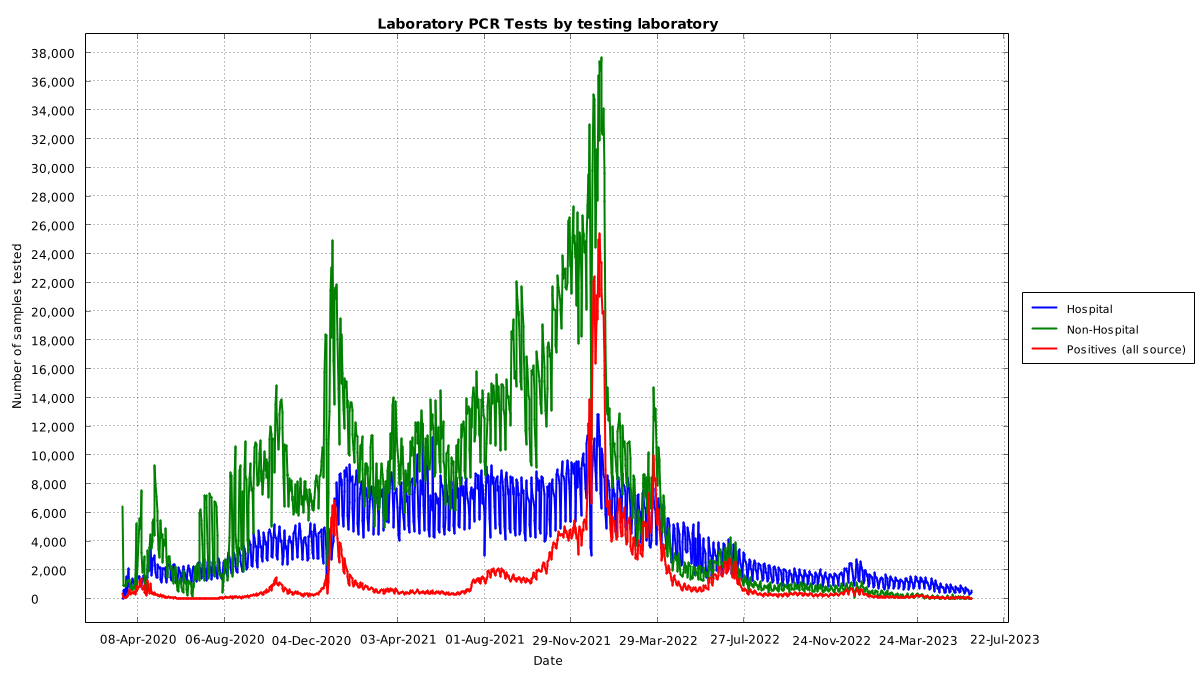 Laboratory PCR Tests by testing laboratory
38,000
36,000
34,000
32,000
30,000
28,000
26,000
24,000
22,000
20,000
18,000
16,000
14,000
12,000
10,000
8,000
6,000
4,000
2,000
0
Number of samples tested
08-Apr-2020 06-Aug-2020 04-Dec-2020 03-Apr-2021 01-Aug-2021 29-Nov-2021 29-Mar-2022 27-Jul-2022 24-Nov-2022 24-Mar-2023 22-Jul-2023
Date
Hospital
Non-Hospital
Positives (all source)